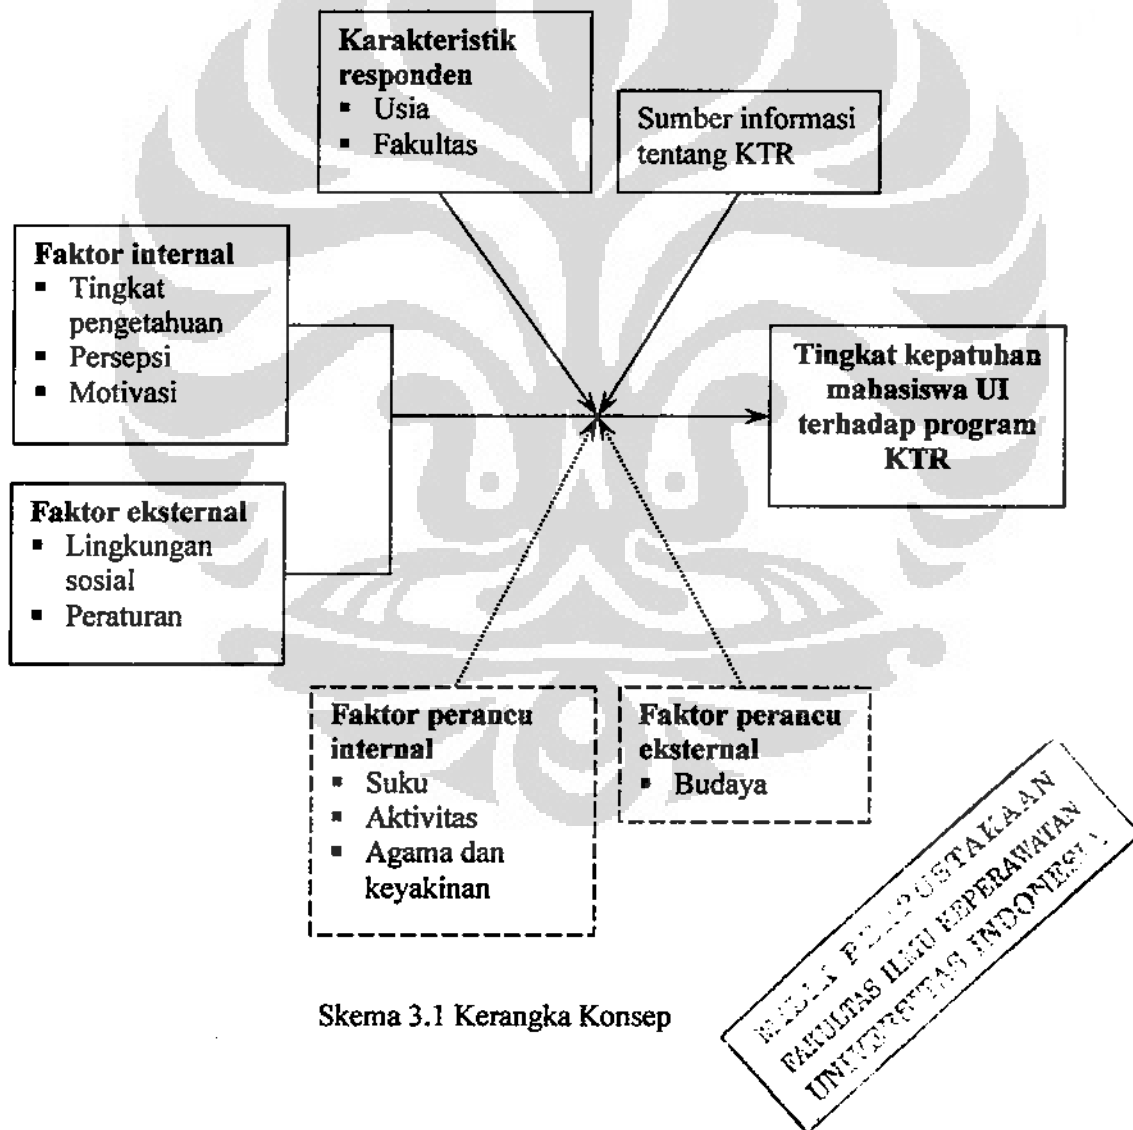 Karakteristik
responden
▪ Usia
▪ Fakultas
Sumber informasi
tentang KTR
Faktor internal
▪ Tingkat
pengetahuan
▪ Persepsi
▪ Motivasi
Tingkat kepatuhan
mahasiswa UI
terhadap program
KTR
Faktor eksternal
▪ Lingkungan
sosial
▪ Peraturan
Faktor perancu
internal
▪ Suku
▪ Aktivitas
▪ Agama dan
keyakinan
Faktor perancu
eksternal
▪ Budaya
Skema 3.1 Kerangka Konsep
MILIK PERPUSTAKAAN
FAKULTAS ILMU KEPERAWATAN
UNIVERSITAS INDONESIA